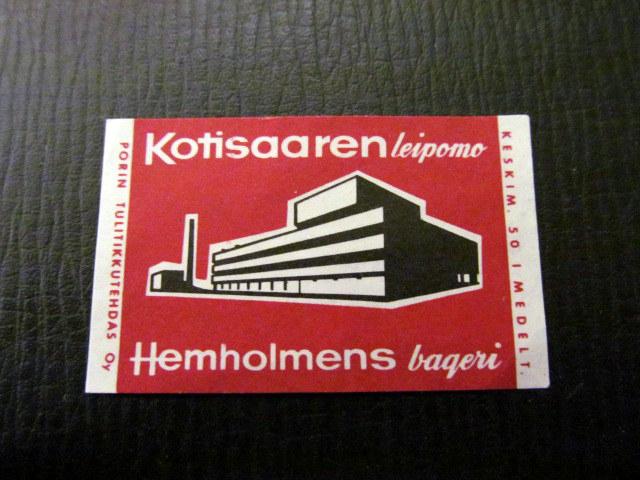 Kotisaaren leipomo
PORIN TULITIKKUTEHDAS Oy
KESKIM. 50 I MEDELT.
Hemholmens bageri